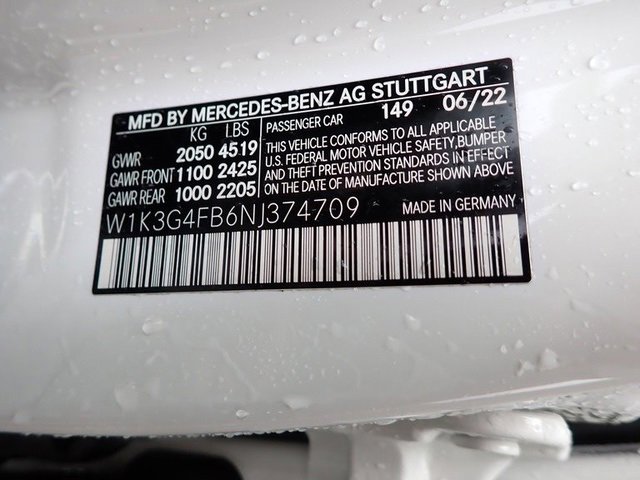 MFD BY MERCEDES-BENZ AG STUTTGART
KG LBS
GVWR 2050 4519
GAWR FRONT 1100 2425
GAWR REAR 1000 2205
PASSENGER CAR 149 06/22
THIS VEHICLE CONFORMS TO ALL APPLICABLE
U.S. FEDERAL MOTOR VEHICLE SAFETY, BUMPER
AND THEFT PREVENTION STANDARDS IN EFFECT
ON THE DATE OF MANUFACTURE SHOWN ABOVE
W1K3G4FB6NJ374709
MADE IN GERMANY